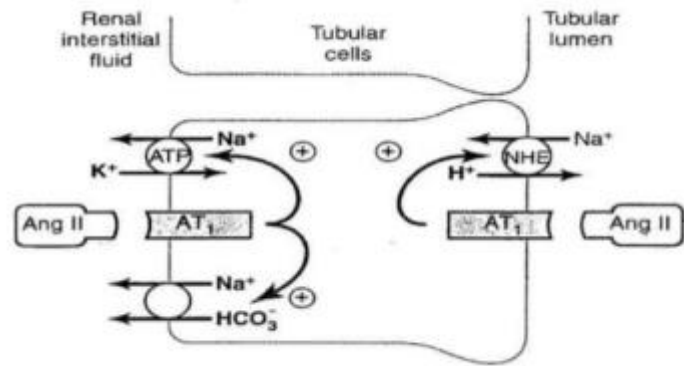 Renal
interstitial
fluid
Tubular
cells
Tubular
lumen
Na⁺
ATP
K⁺
+
+
Na⁺
NHE
H⁺
Ang II
AT₁
AT₁
Ang II
Na⁺
+
HCO₃⁻